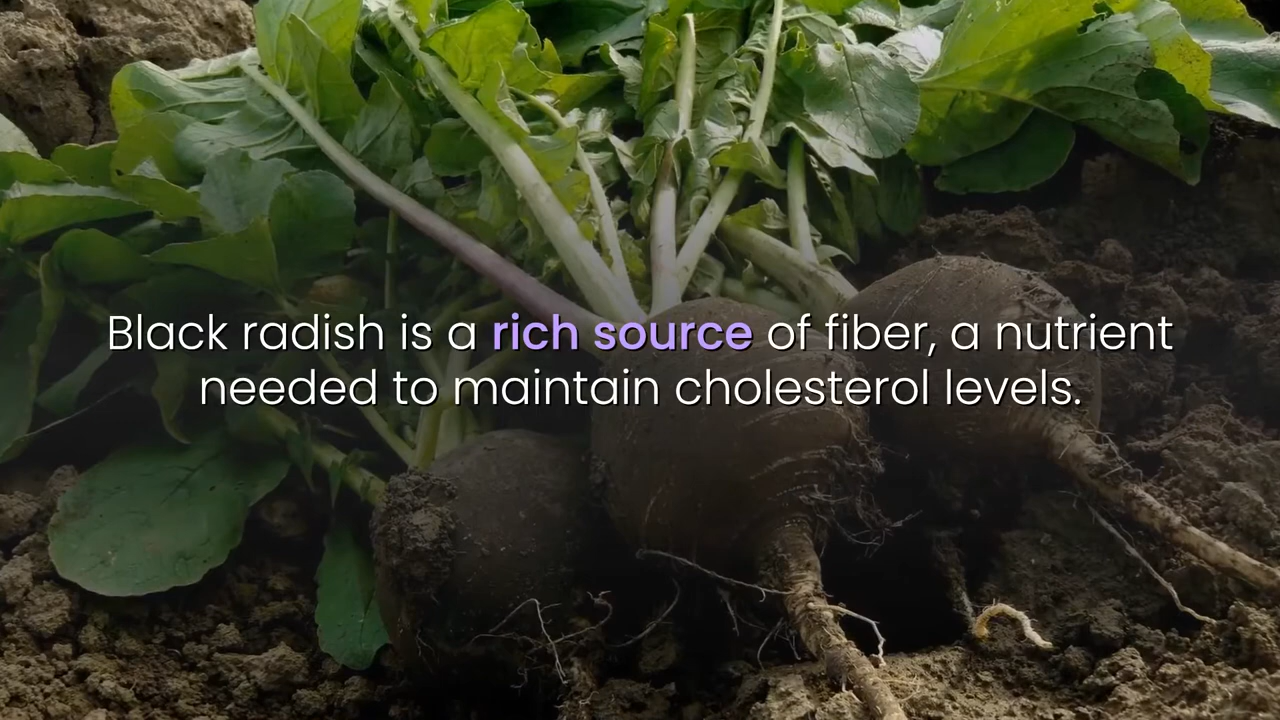 Black radish is a rich source of fiber, a nutrient
needed to maintain cholesterol levels.